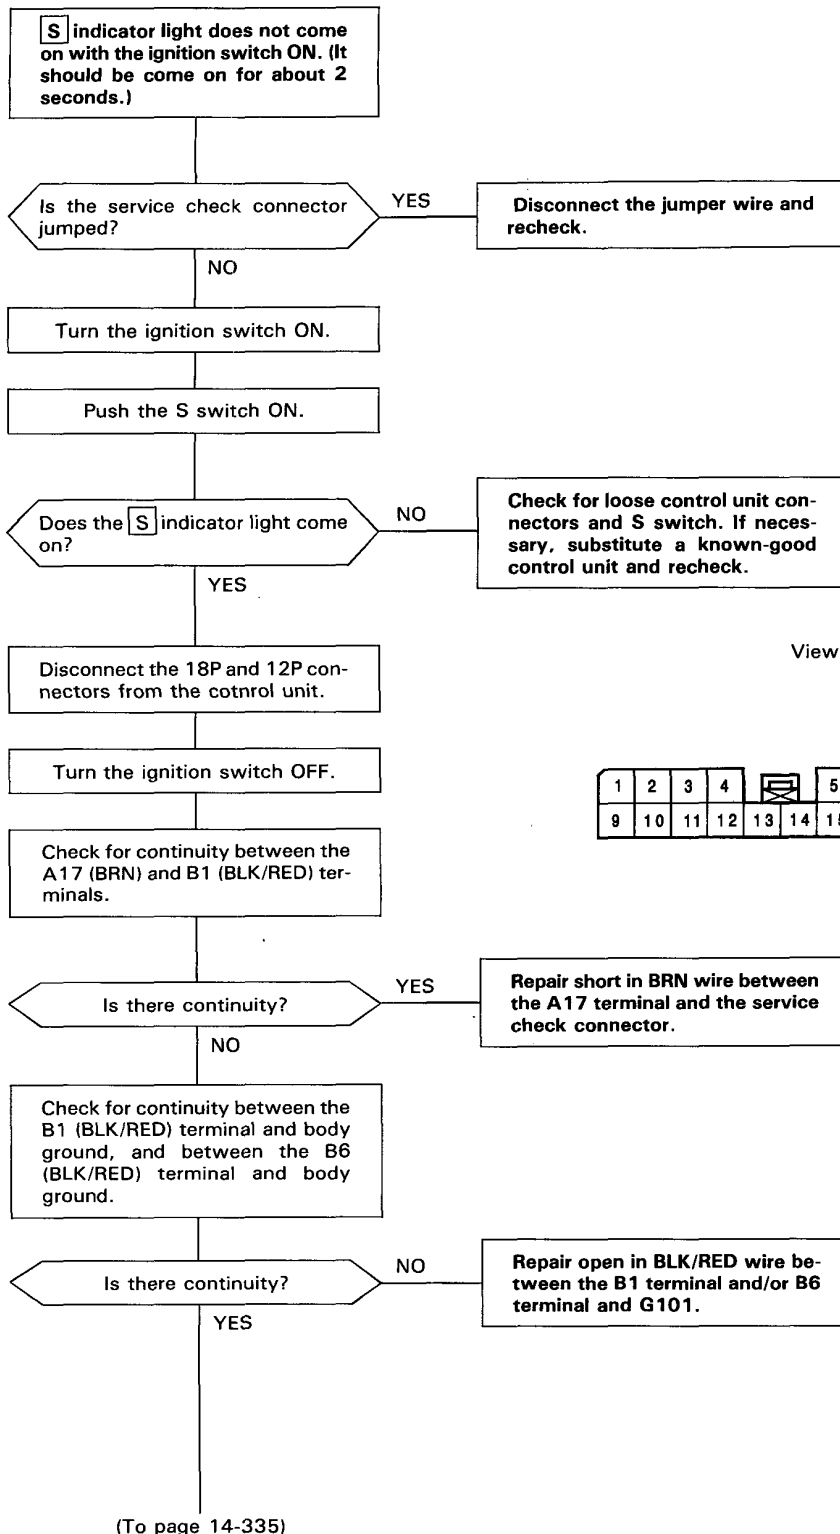 S indicator light does not come
on with the ignition switch ON. (It
should be come on for about 2
seconds.)
Is the service check connector
jumped?
YES
Disconnect the jumper wire and
recheck.
NO
Turn the ignition switch ON.
Push the S switch ON.
Does the S indicator light come
on?
NO
Check for loose control unit con-
nectors and S switch. If neces-
sary, substitute a known-good
control unit and recheck.
YES
View
Disconnect the 18P and 12P con-
nectors from the cotnrol unit.
Turn the ignition switch OFF.
1 2 3 4 5
9 10 11 12 13 14
Check for continuity between the
A17 (BRN) and B1 (BLK/RED) ter-
minals.
Is there continuity?
YES
Repair short in BRN wire between
the A17 terminal and the service
check connector.
NO
Check for continuity between the
B1 (BLK/RED) terminal and body
ground, and between the B6
(BLK/RED) terminal and body
ground.
Is there continuity?
NO
Repair open in BLK/RED wire be-
tween the B1 terminal and/or B6
terminal and G101.
YES
(To page 14-335)